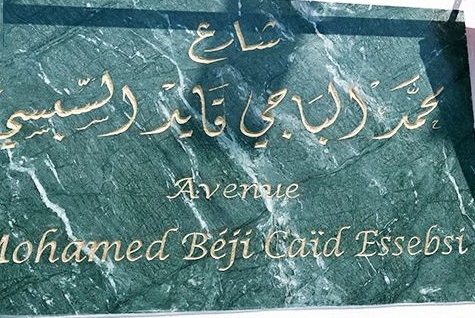 شارع
محمد الباجي قايد السبسي
Avenue
Mohamed Béji Caïd Essebsi